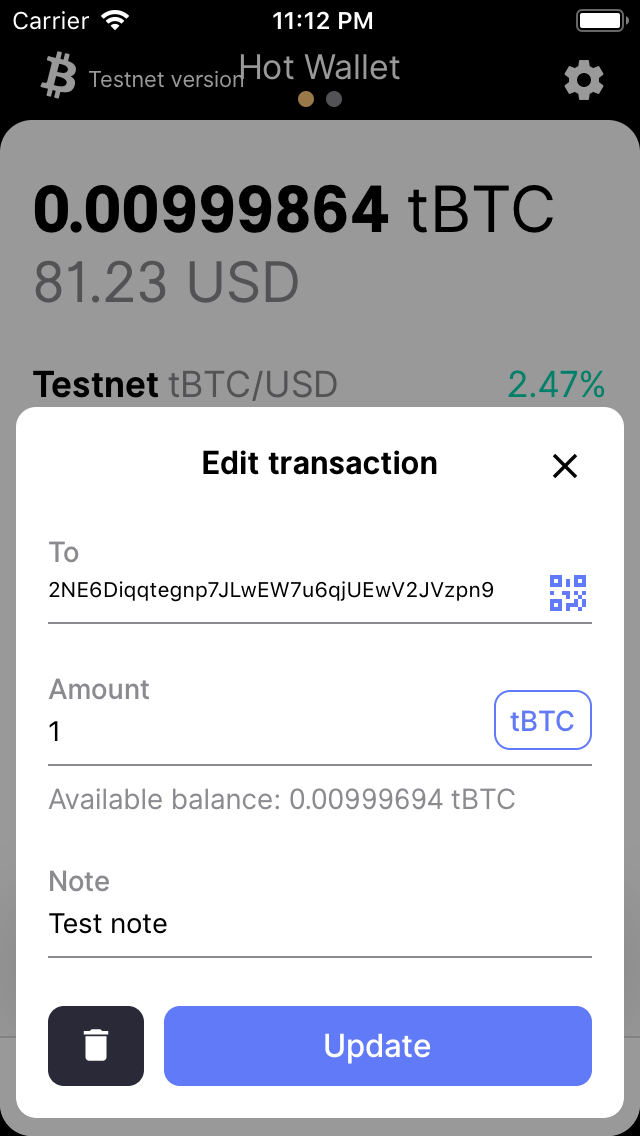 Carrier 11:12 PM
Testnet version Hot Wallet
0.00999864 tBTC
81.23 USD
Testnet tBTC/USD 2.47%
Edit transaction
To
2NE6Diqqtegnp7JLwEW7u6qjUEwV2JVzpn9
Amount
1 tBTC
Available balance: 0.00999694 tBTC
Note
Test note
Update